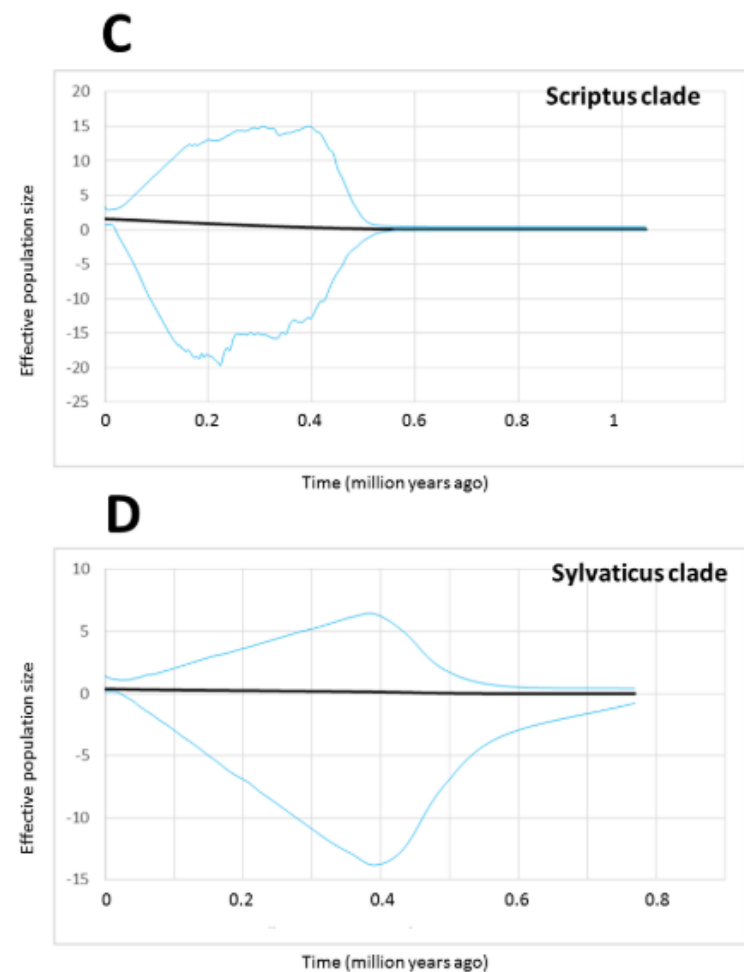 C
Scriptus clade
20
15
10
5
0
-5
-10
-15
-20
-25
Effective population size
0 0.2 0.4 0.6 0.8 1
Time (million years ago)
D
Sylvaticus clade
10
5
0
-5
-10
-15
Effective population size
0 0.2 0.4 0.6 0.8
Time (million years ago)